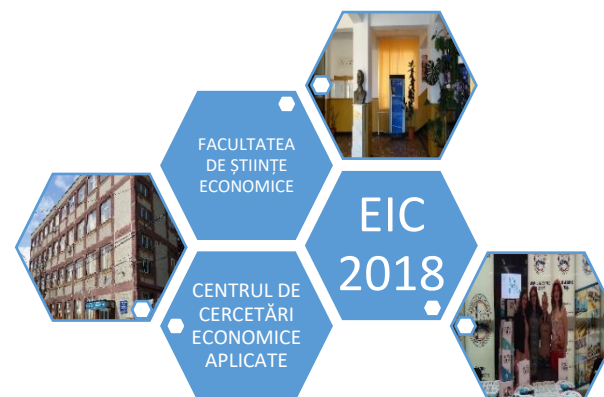 FACULTATEA
DE ȘTIINȚE
ECONOMICE
EIC
2018
CENTRUL DE
CERCETĂRI
ECONOMICE
APLICATE